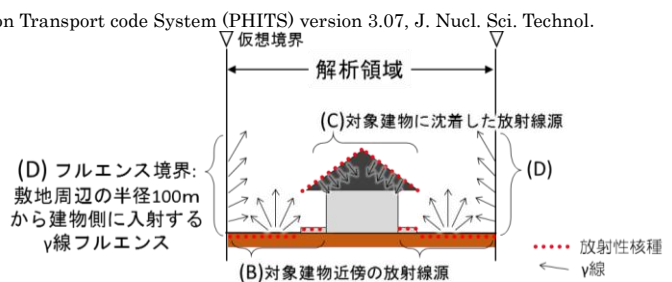 on Transport code System (PHITS) version 3.07, J. Nucl. Sci. Technol.
仮想境界
解析領域
(C)対象建物に沈着した放射線源
(D) フルエンス境界:
敷地周辺の半径100m
から建物側に入射する
γ線フルエンス
(D)
(B)対象建物近傍の放射線源
放射性核種
γ線